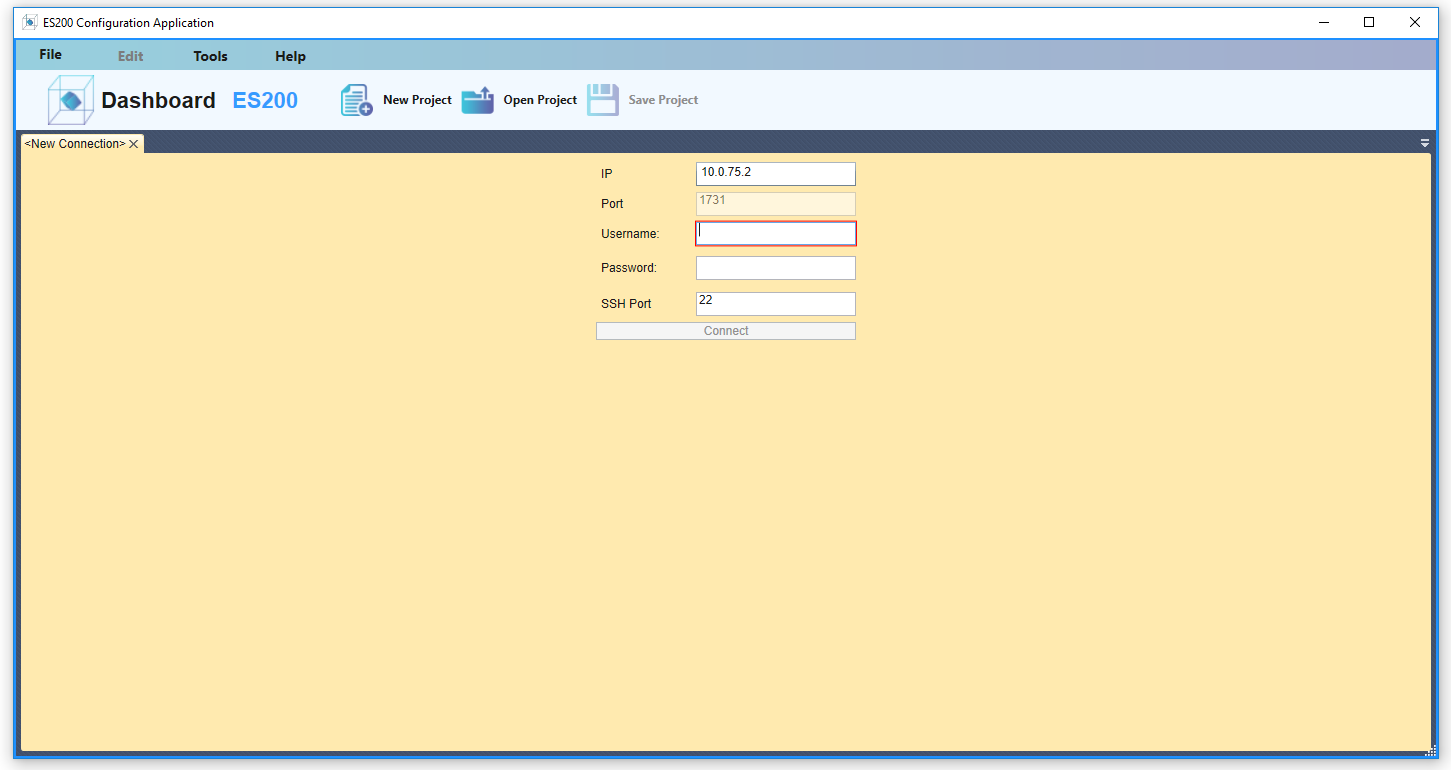 ES200 Configuration Application
File Edit Tools Help
Dashboard ES200 New Project Open Project Save Project
<New Connection>
IP 10.0.75.2
Port 1731
Username:
Password:
SSH Port 22
Connect